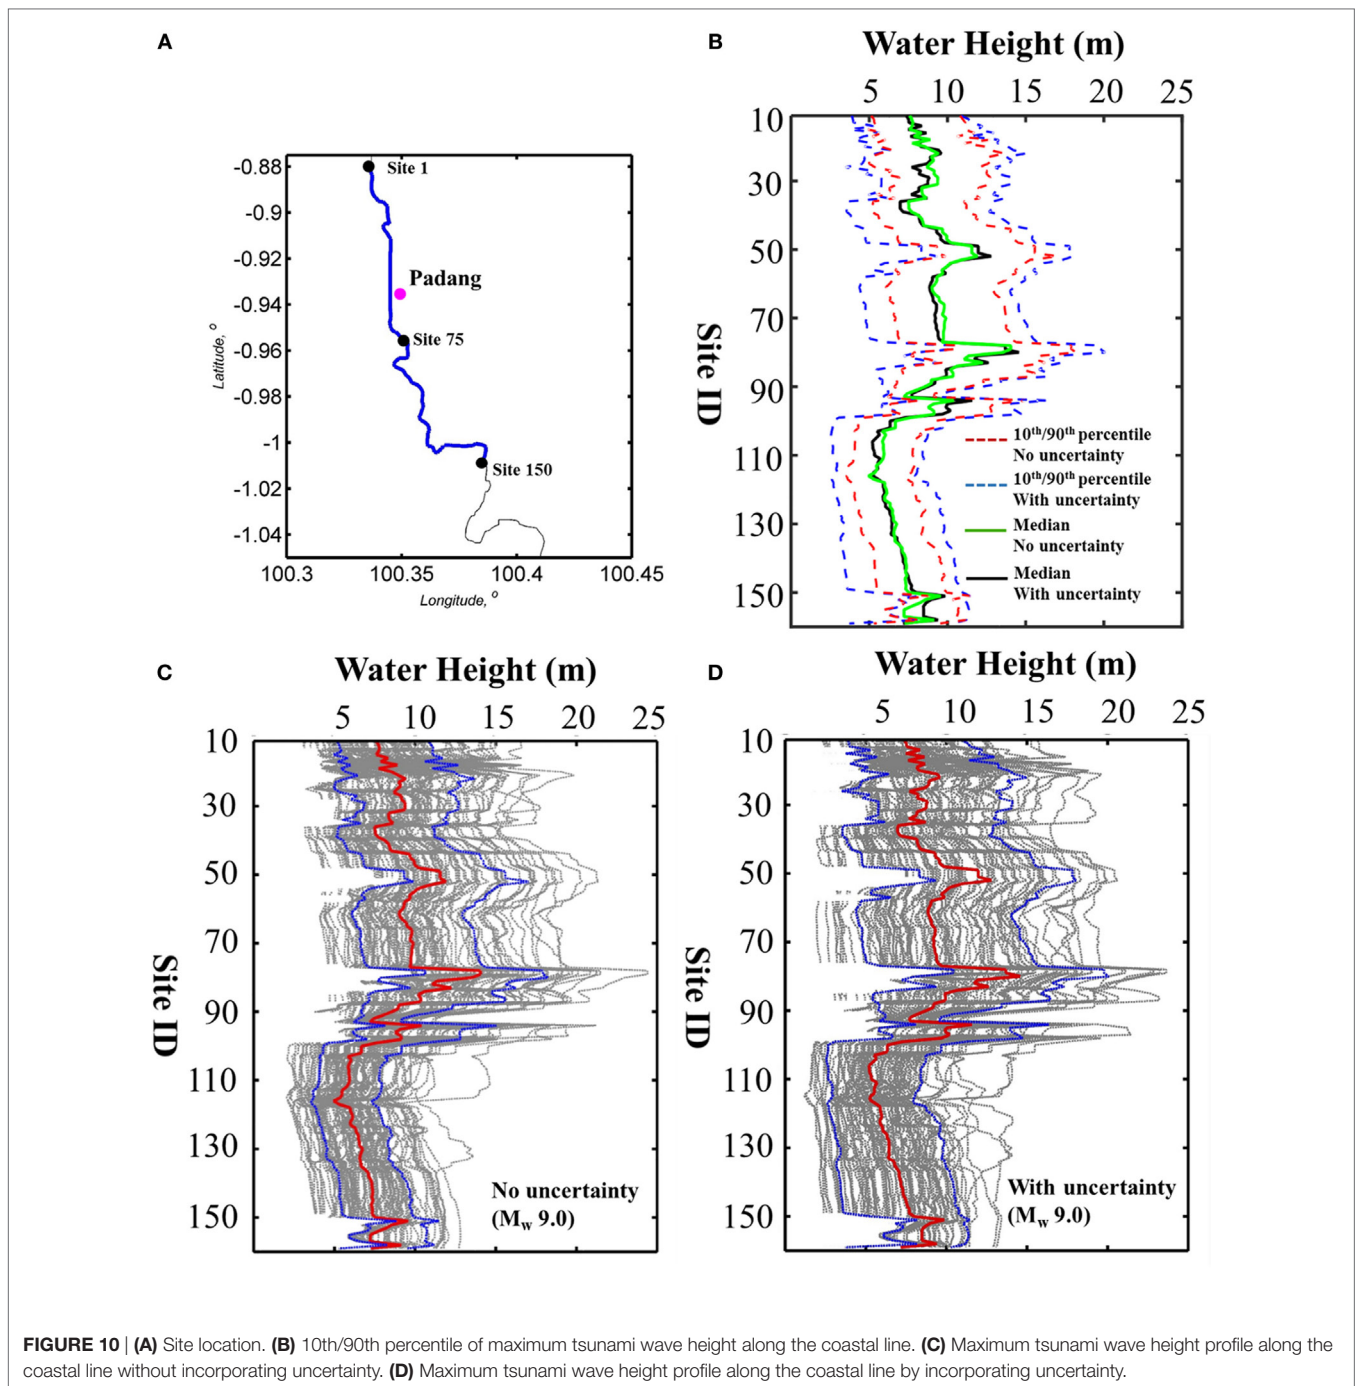 A
-0.88
-0.9
-0.92
-0.94
-0.96
-0.98
-1
-1.02
-1.04
100.3
100.35
100.4
100.45
Latitude, °
Longitude, °
Site 1
Padang
Site 75
Site 150
B
Water Height (m)
5 10 15 20 25
10
30
50
70
90
110
130
150
Site ID
10th/90th percentile
No uncertainty
10th/90th percentile
With uncertainty
Median
No uncertainty
Median
With uncertainty
C
Water Height (m)
5 10 15 20 25
10
30
50
70
90
110
130
150
Site ID
No uncertainty
(Mw 9.0)
D
Water Height (m)
5 10 15 20 25
10
30
50
70
90
110
130
150
Site ID
With uncertainty
(Mw 9.0)
FIGURE 10 | (A) Site location. (B) 10th/90th percentile of maximum tsunami wave height along the coastal line. (C) Maximum tsunami wave height profile along the
coastal line without incorporating uncertainty. (D) Maximum tsunami wave height profile along the coastal line by incorporating uncertainty.